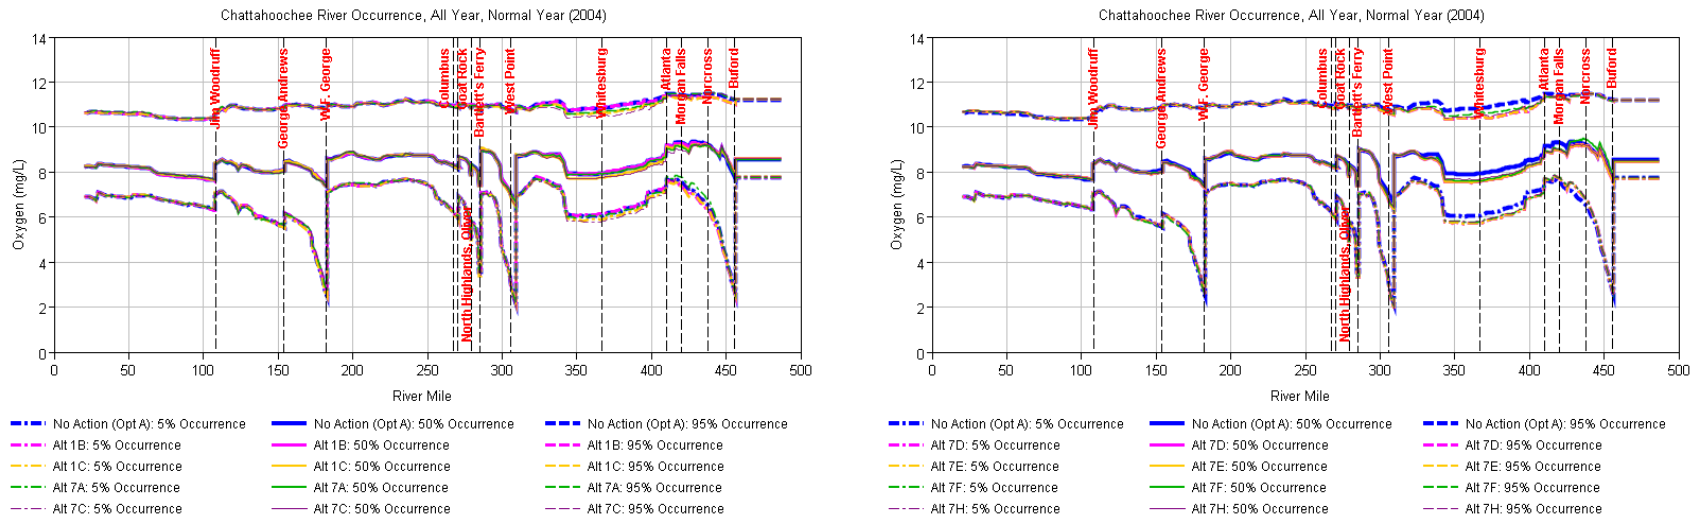 Chattahoochee River Occurrence, All Year, Normal Year (2004)
Oxygen (mg/L)
14
12
10
8
6
4
2
0
Jim Woodruff
George Andrews
W.F. George
Columbus
Goat Rock
North Highlands, Oliver
Bartlett's Ferry
West Point
Whitesburg
Atlanta
Morgan Falls
Norcross
Buford
0 50 100 150 200 250 300 350 400 450 500
River Mile
No Action (Opt A): 5% Occurrence No Action (Opt A): 50% Occurrence No Action (Opt A): 95% Occurrence
Alt 1B: 5% Occurrence Alt 1B: 50% Occurrence Alt 1B: 95% Occurrence
Alt 1C: 5% Occurrence Alt 1C: 50% Occurrence Alt 1C: 95% Occurrence
Alt 7A: 5% Occurrence Alt 7A: 50% Occurrence Alt 7A: 95% Occurrence
Alt 7C: 5% Occurrence Alt 7C: 50% Occurrence Alt 7C: 95% Occurrence
Chattahoochee River Occurrence, All Year, Normal Year (2004)
Oxygen (mg/L)
14
12
10
8
6
4
2
0
Jim Woodruff
George Andrews
W.F. George
Columbus
Goat Rock
North Highlands, Oliver
Bartlett's Ferry
West Point
Whitesburg
Atlanta
Morgan Falls
Norcross
Buford
0 50 100 150 200 250 300 350 400 450 500
River Mile
No Action (Opt A): 5% Occurrence No Action (Opt A): 50% Occurrence No Action (Opt A): 95% Occurrence
Alt 7D: 5% Occurrence Alt 7D: 50% Occurrence Alt 7D: 95% Occurrence
Alt 7E: 5% Occurrence Alt 7E: 50% Occurrence Alt 7E: 95% Occurrence
Alt 7F: 5% Occurrence Alt 7F: 50% Occurrence Alt 7F: 95% Occurrence
Alt 7H: 5% Occurrence Alt 7H: 50% Occurrence Alt 7H: 95% Occurrence